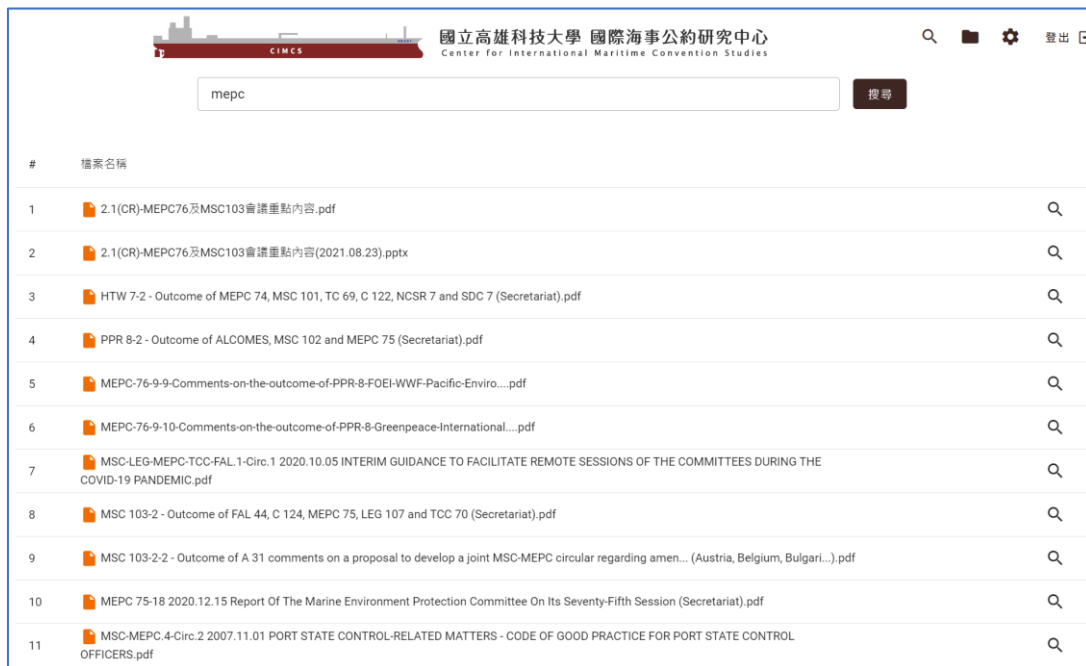 CIMCS
國立高雄科技大學 國際海事公約研究中心
Center for International Maritime Convention Studies
登出
mepc
搜尋
# 檔案名稱
1 2.1(CR)-MEPC76及MSC103會議重點內容.pdf
2 2.1(CR)-MEPC76及MSC103會議重點內容(2021.08.23).pptx
3 HTW 7-2 - Outcome of MEPC 74, MSC 101, TC 69, C 122, NCSR 7 and SDC 7 (Secretariat).pdf
4 PPR 8-2 - Outcome of ALCOMES, MSC 102 and MEPC 75 (Secretariat).pdf
5 MEPC-76-9-9-Comments-on-the-outcome-of-PPR-8-FOEI-WWF-Pacific-Enviro....pdf
6 MEPC-76-9-10-Comments-on-the-outcome-of-PPR-8-Greenpeace-International....pdf
7 MSC-LEG-MEPC-TCC-FAL.1-Circ.1 2020.10.05 INTERIM GUIDANCE TO FACILITATE REMOTE SESSIONS OF THE COMMITTEES DURING THE
COVID-19 PANDEMIC.pdf
8 MSC 103-2 - Outcome of FAL 44, C 124, MEPC 75, LEG 107 and TCC 70 (Secretariat).pdf
9 MSC 103-2-2 - Outcome of A 31 comments on a proposal to develop a joint MSC-MEPC circular regarding amen... (Austria, Belgium, Bulgari...).pdf
10 MEPC 75-18 2020.12.15 Report Of The Marine Environment Protection Committee On Its Seventy-Fifth Session (Secretariat).pdf
11 MSC-MEPC.4-Circ.2 2007.11.01 PORT STATE CONTROL-RELATED MATTERS - CODE OF GOOD PRACTICE FOR PORT STATE CONTROL
OFFICERS.pdf